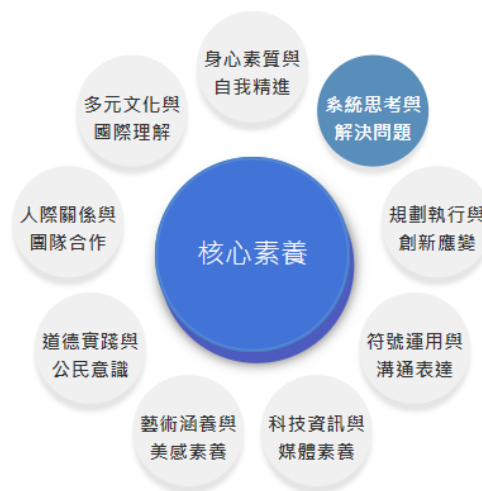 身心素質與
自我精進
系統思考與
解決問題
規劃執行與
創新應變
符號運用與
溝通表達
科技資訊與
媒體素養
藝術涵養與
美感素養
道德實踐與
公民意識
人際關係與
團隊合作
多元文化與
國際理解
核心素養